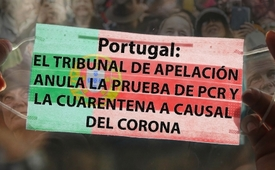 Portugal:
EL TRIBUNAL DE APELACIÓN
ANULA LA PRUEBA DE PCR Y
LA CUARENTENA A CAUSAL
DEL CORONA